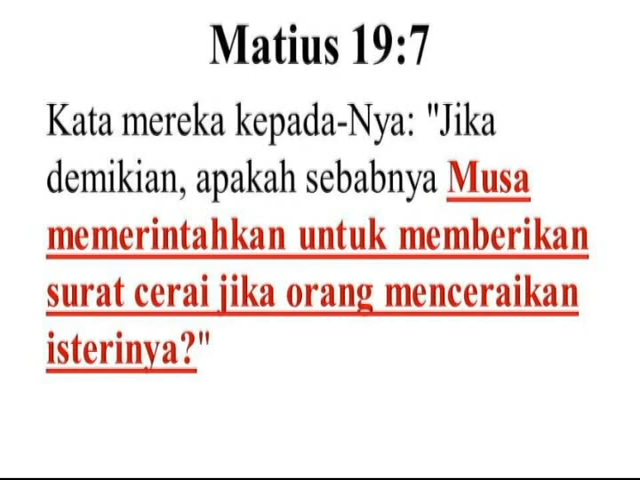 Matius 19:7
Kata mereka kepada-Nya: "Jika
demikian, apakah sebabnya Musa
memerintahkan untuk memberikan
surat cerai jika orang menceraikan
isterinya?"